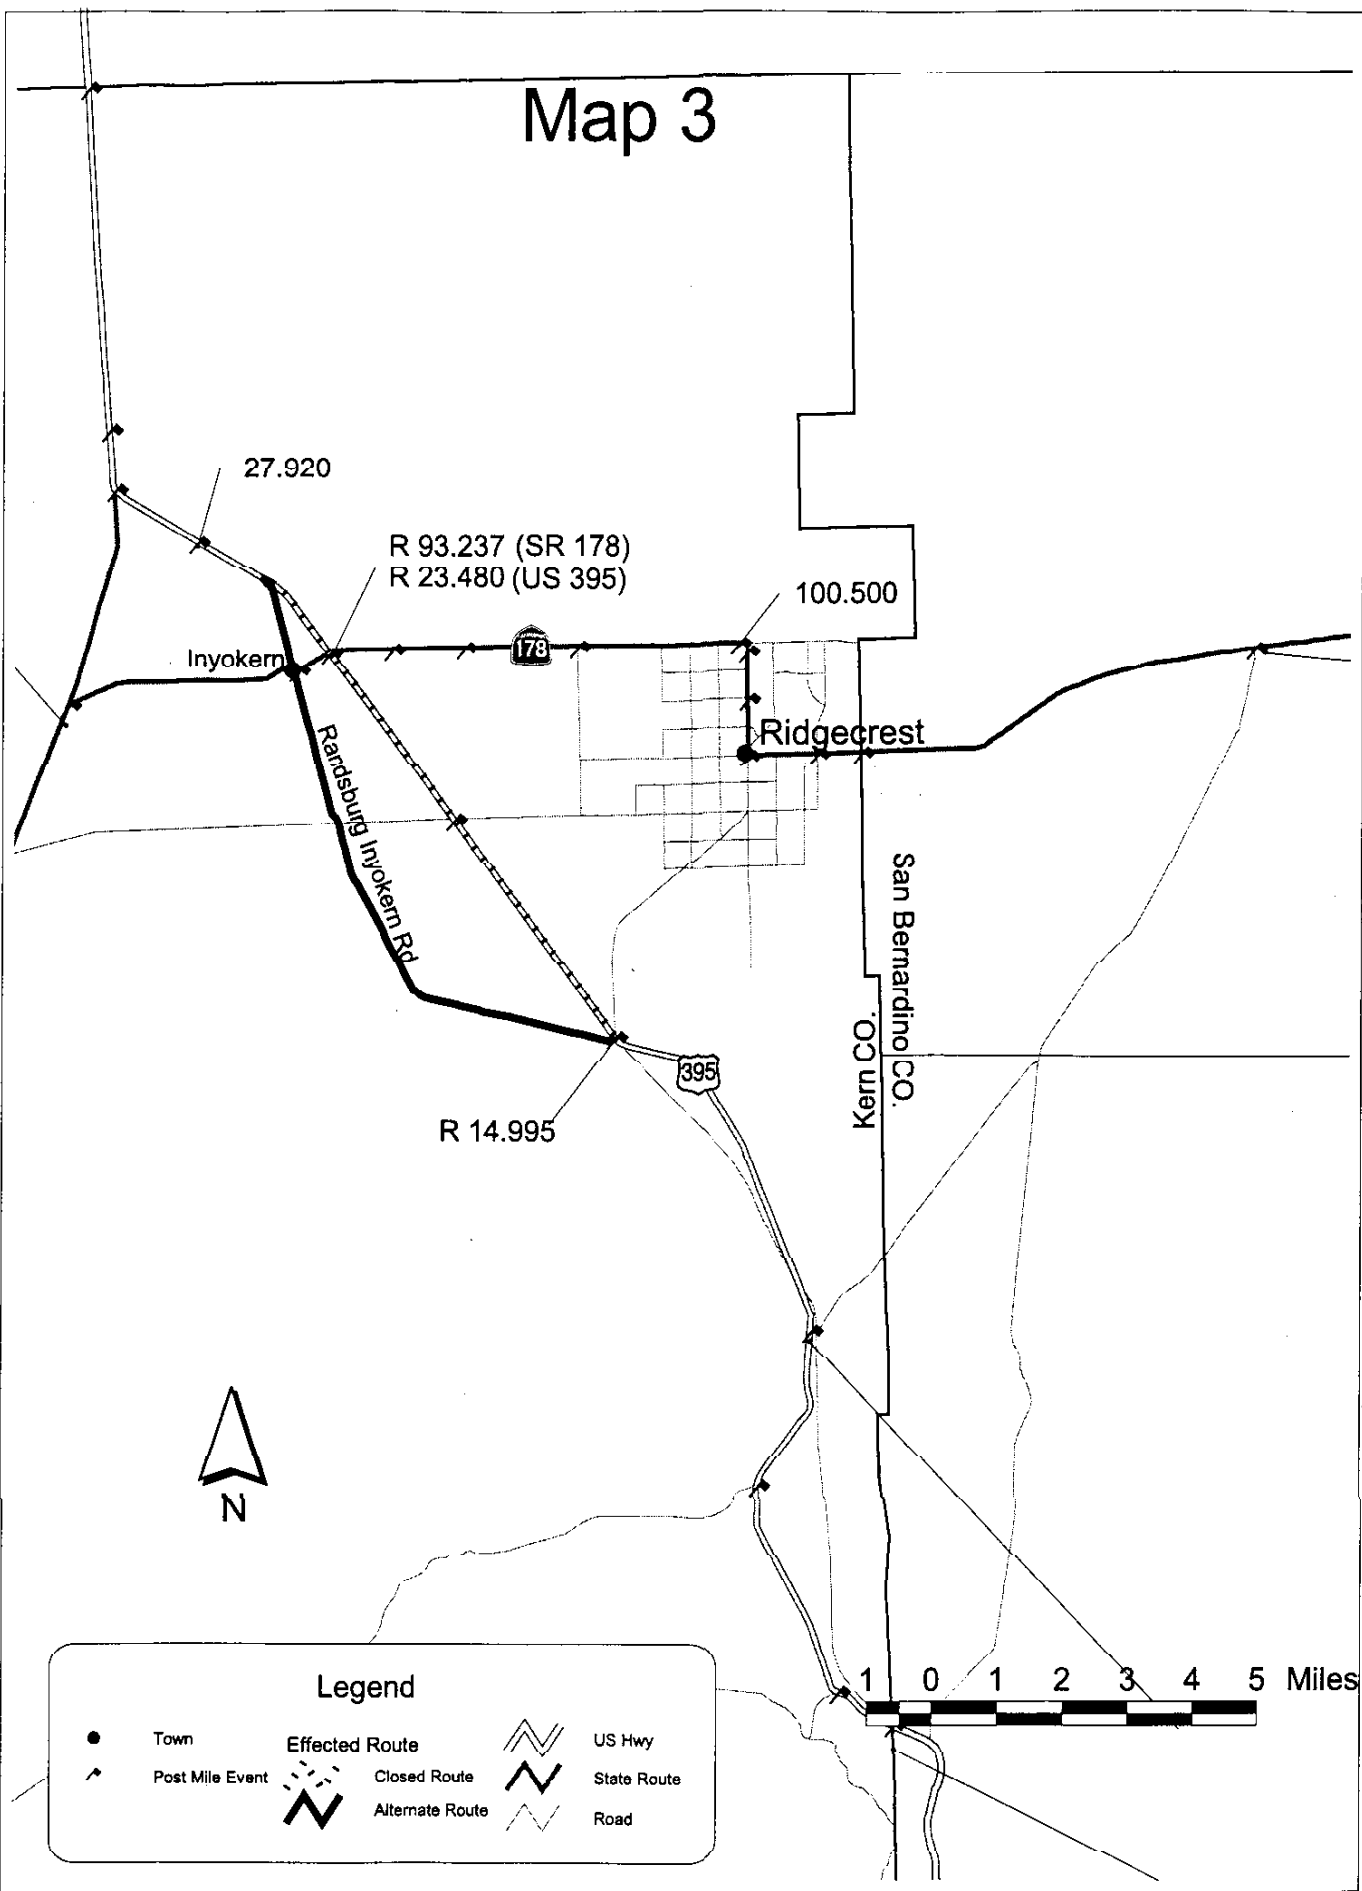 Map 3
27.920
R 93.237 (SR 178)
R 23.480 (US 395)
100.500
178
Inyokern
Ridgecrest
Randsburg Inyokern Rd
San Bernardino CO.
Kern CO.
395
R 14.995
N
1 0 1 2 3 4 5 Miles
Legend
Town
Post Mile Event
Effected Route
Closed Route
Alternate Route
US Hwy
State Route
Road